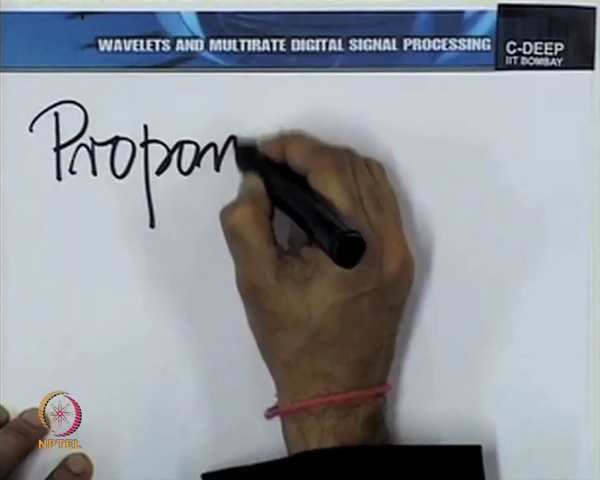 WAVELETS AND MULTIRATE DIGITAL SIGNAL PROCESSING
C-DEEP
IIT BOMBAY
Propon
NPTEL